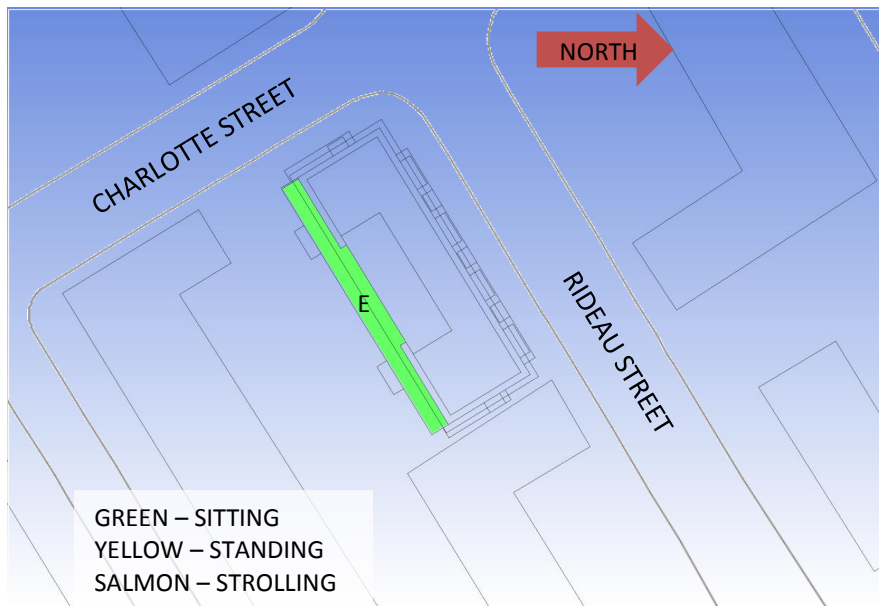 NORTH
CHARLOTTE STREET
E
RIDEAU STREET
GREEN – SITTING
YELLOW – STANDING
SALMON – STROLLING